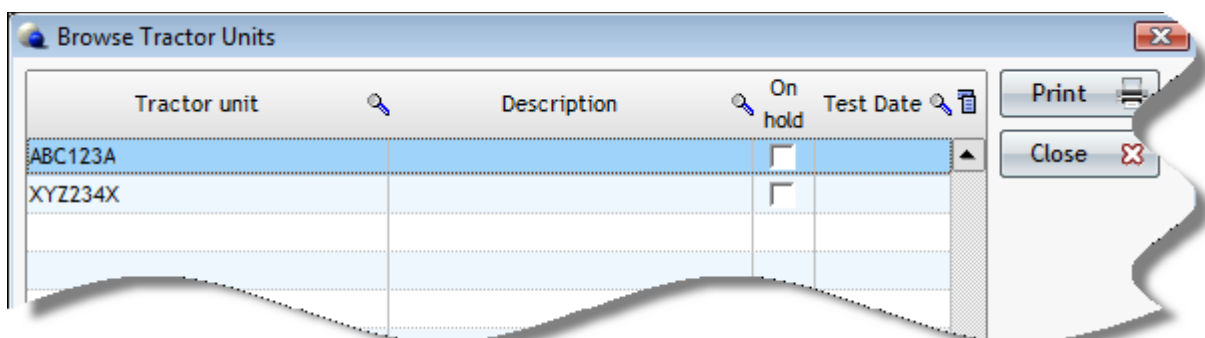 Browse Tractor Units
Tractor unit Description On hold Test Date
ABC123A
XYZ234X
Print
Close